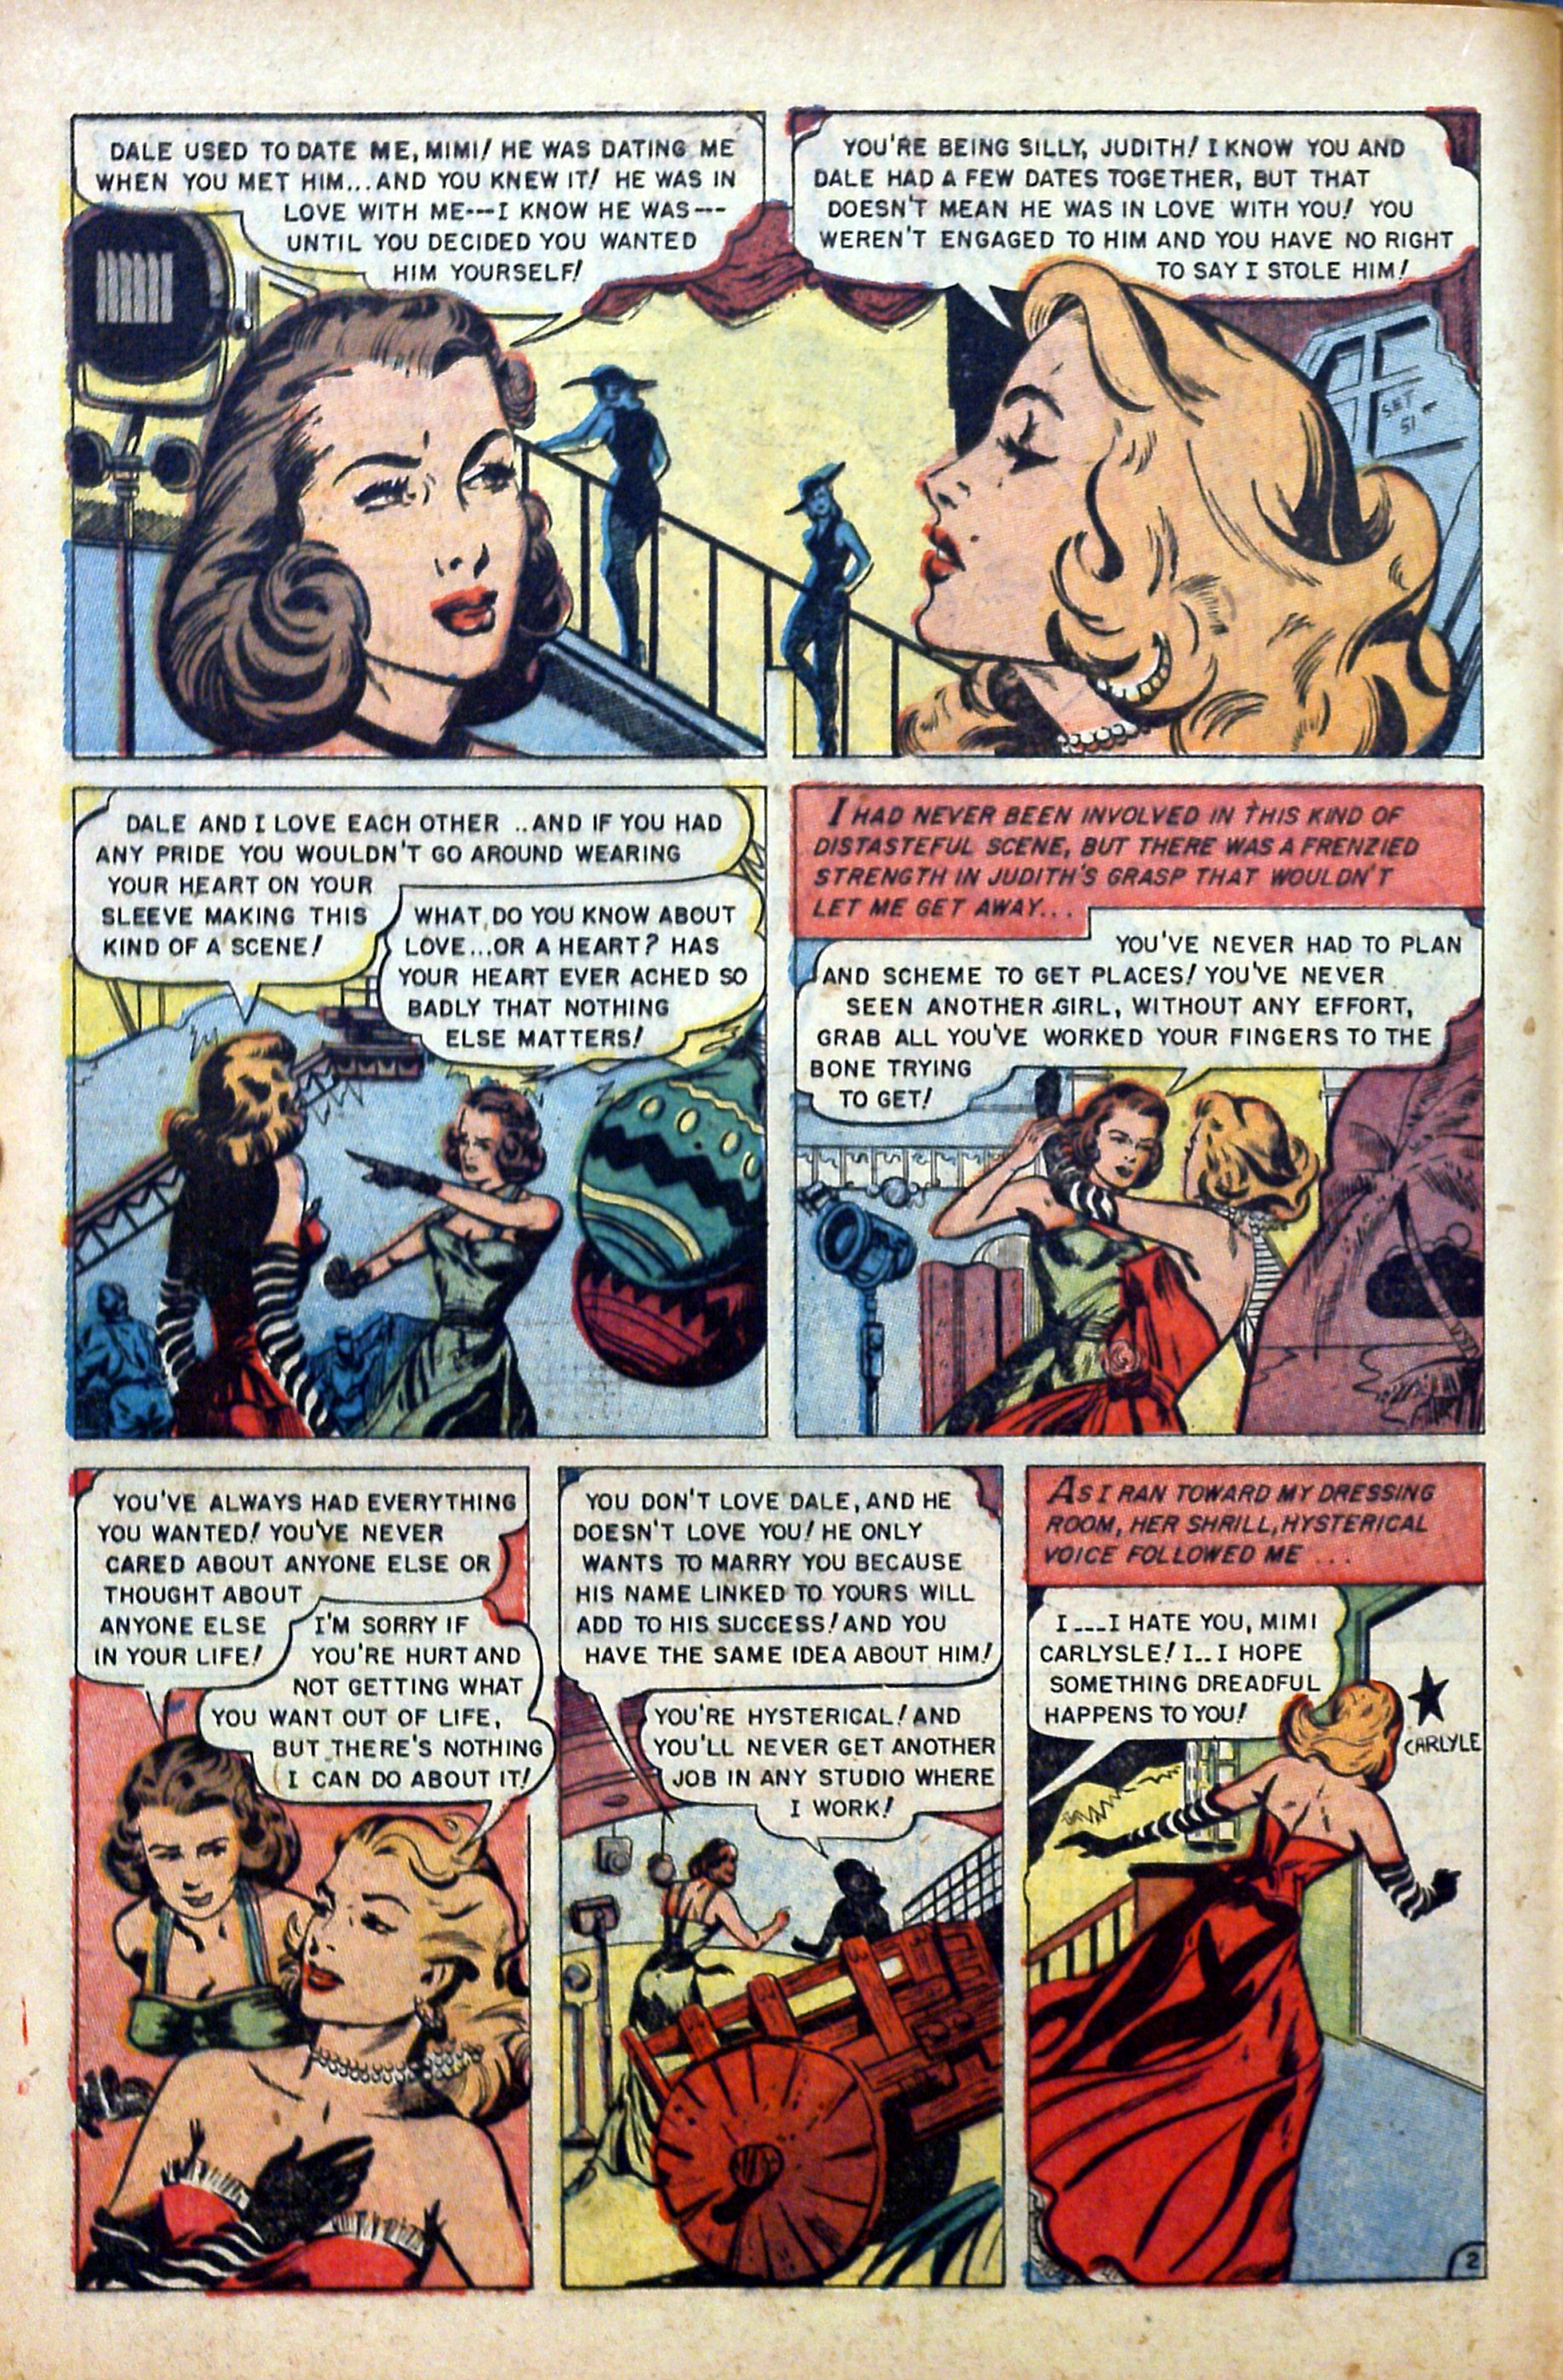 DALE USED TO DATE ME, MIMI! HE WAS DATING ME
WHEN YOU MET HIM...AND YOU KNEW IT! HE WAS IN
LOVE WITH ME---I KNOW HE WAS---
UNTIL YOU DECIDED YOU WANTED
HIM YOURSELF!
YOU'RE BEING SILLY, JUDITH! I KNOW YOU AND
DALE HAD A FEW DATES TOGETHER, BUT THAT
DOESN'T MEAN HE WAS IN LOVE WITH YOU! YOU
WEREN'T ENGAGED TO HIM AND YOU HAVE NO RIGHT
TO SAY I STOLE HIM!
SET
51
DALE AND I LOVE EACH OTHER ..AND IF YOU HAD
ANY PRIDE YOU WOULDN'T GO AROUND WEARING
YOUR HEART ON YOUR
SLEEVE MAKING THIS
KIND OF A SCENE!
WHAT DO YOU KNOW ABOUT
LOVE...OR A HEART? HAS
YOUR HEART EVER ACHED SO
BADLY THAT NOTHING
ELSE MATTERS!
I HAD NEVER BEEN INVOLVED IN THIS KIND OF
DISTASTEFUL SCENE, BUT THERE WAS A FRENZIED
STRENGTH IN JUDITH'S GRASP THAT WOULDN'T
LET ME GET AWAY...
YOU'VE NEVER HAD TO PLAN
AND SCHEME TO GET PLACES! YOU'VE NEVER
SEEN ANOTHER GIRL, WITHOUT ANY EFFORT,
GRAB ALL YOU'VE WORKED YOUR FINGERS TO THE
BONE TRYING
TO GET!
YOU'VE ALWAYS HAD EVERYTHING
YOU WANTED! YOU'VE NEVER
CARED ABOUT ANYONE ELSE OR
THOUGHT ABOUT
ANYONE ELSE
IN YOUR LIFE!
I'M SORRY IF
YOU'RE HURT AND
NOT GETTING WHAT
YOU WANT OUT OF LIFE,
BUT THERE'S NOTHING
I CAN DO ABOUT IT!
YOU DON'T LOVE DALE, AND HE
DOESN'T LOVE YOU! HE ONLY
WANTS TO MARRY YOU BECAUSE
HIS NAME LINKED TO YOURS WILL
ADD TO HIS SUCCESS! AND YOU
HAVE THE SAME IDEA ABOUT HIM!
YOU'RE HYSTERICAL! AND
YOU'LL NEVER GET ANOTHER
JOB IN ANY STUDIO WHERE
I WORK!
AS I RAN TOWARD MY DRESSING
ROOM, HER SHRILL, HYSTERICAL
VOICE FOLLOWED ME ...
I---I HATE YOU, MIMI
CARLYSLE! I.. I HOPE
SOMETHING DREADFUL
HAPPENS TO YOU!
CARLYLE
2